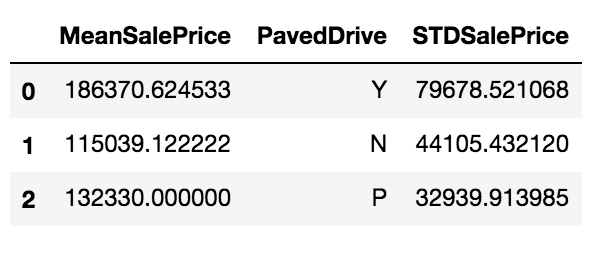 MeanSalePrice PavedDrive STDSalePrice
0 186370.624533 Y 79678.521068
1 115039.122222 N 44105.432120
2 132330.000000 P 32939.913985